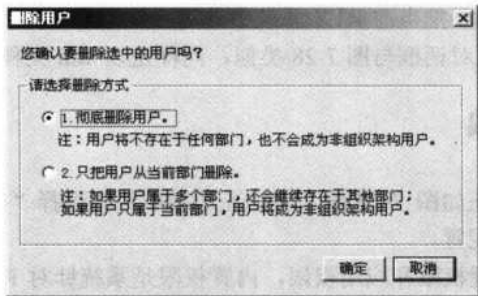 删除用户
您确认要删除选中的用户吗？
请选择删除方式
1.彻底删除用户。
注：用户将不存在于任何部门，也不会成为非组织架构用户。
2.只把用户从当前部门删除。
注：如果用户属于多个部门，还会继续存在于其他部门；
如果用户只属于当前部门，用户将成为非组织架构用户。
确定
取消